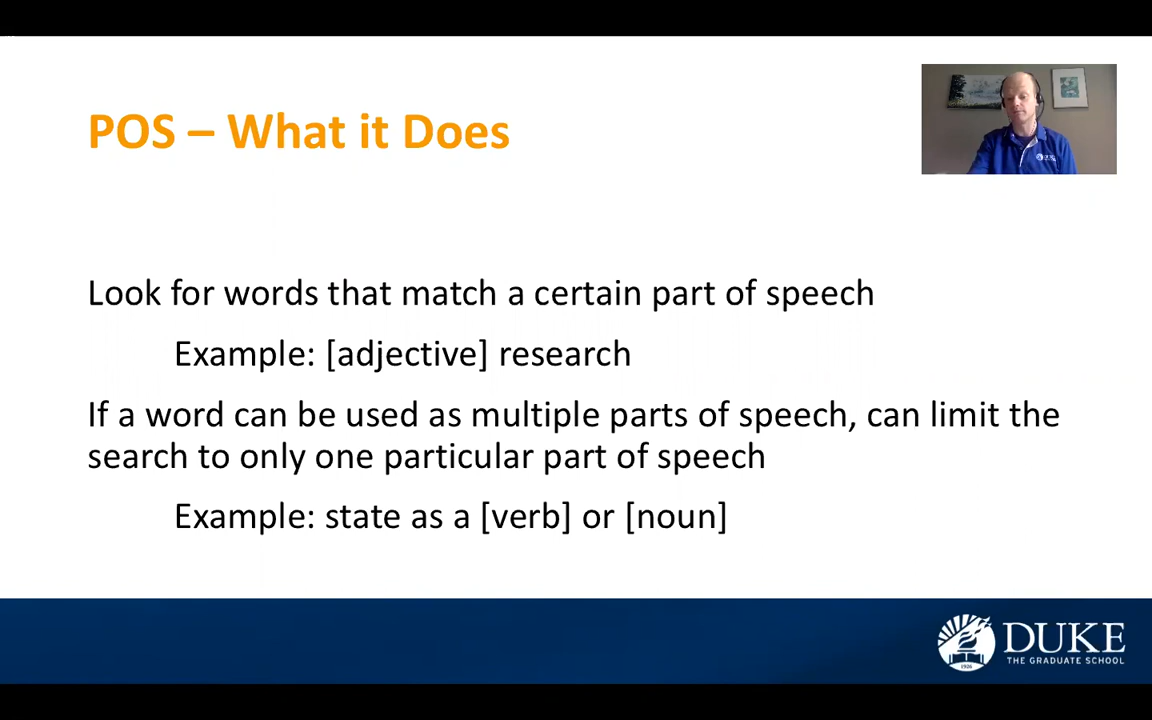 POS – What it Does
Look for words that match a certain part of speech
Example: [adjective] research
If a word can be used as multiple parts of speech, can limit the
search to only one particular part of speech
Example: state as a [verb] or [noun]
DUKE
THE GRADUATE SCHOOL
1926